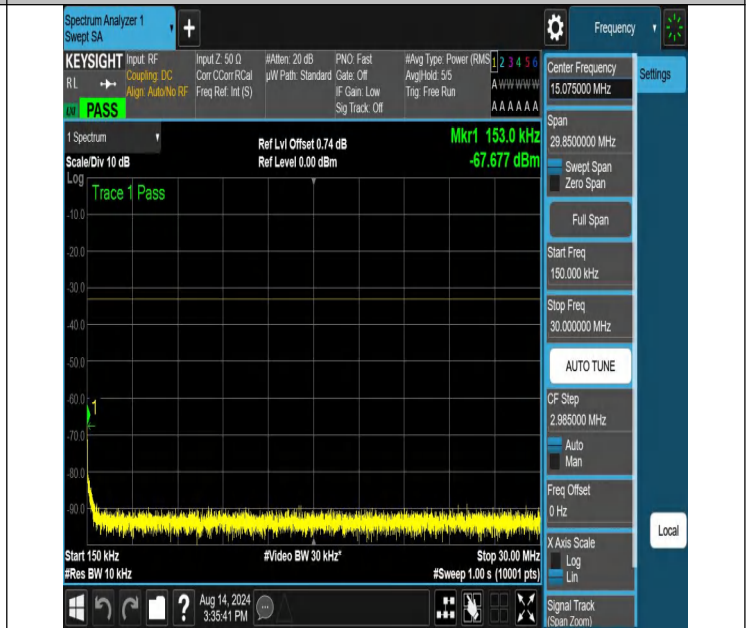 Spectrum Analyzer 1
Swept SA
+
Frequency
KEYSIGHT
RL
PASS
Input: RF
Coupling: DC
Align: Auto/No RF
Input Z: 50 Ω
Corr CCorr RCal
Freq Ref: Int (S)
#Atten: 20 dB
µW Path: Standard
PNO: Fast
Gate: Off
IF Gain: Low
Sig Track: Off
#Avg Type: Power (RMS
Avg|Hold: 5/5
Trig: Free Run
1 2 3 4 5 6
A W W W W W
A A A A A A
1 Spectrum
Scale/Div 10 dB
Ref Lvl Offset 0.74 dB
Ref Level 0.00 dBm
Mkr1 153.0 kHz
-67.677 dBm
Log
Trace 1 Pass
-10.0
-20.0
-30.0
-40.0
-50.0
-60.0
1
-70.0
-80.0
-90.0
Start 150 kHz
#Video BW 30 kHz*
Stop 30.00 MHz
#Res BW 10 kHz
#Sweep 1.00 s (10001 pts)
?
Aug 14, 2024
3:35:41 PM
Center Frequency
15.075000 MHz
Settings
Span
29.8500000 MHz
Swept Span
Zero Span
Full Span
Start Freq
150.000 kHz
Stop Freq
30.000000 MHz
AUTO TUNE
CF Step
2.985000 MHz
Auto
Man
Freq Offset
0 Hz
Local
X Axis Scale
Log
Lin
Signal Track
(Span Zoom)